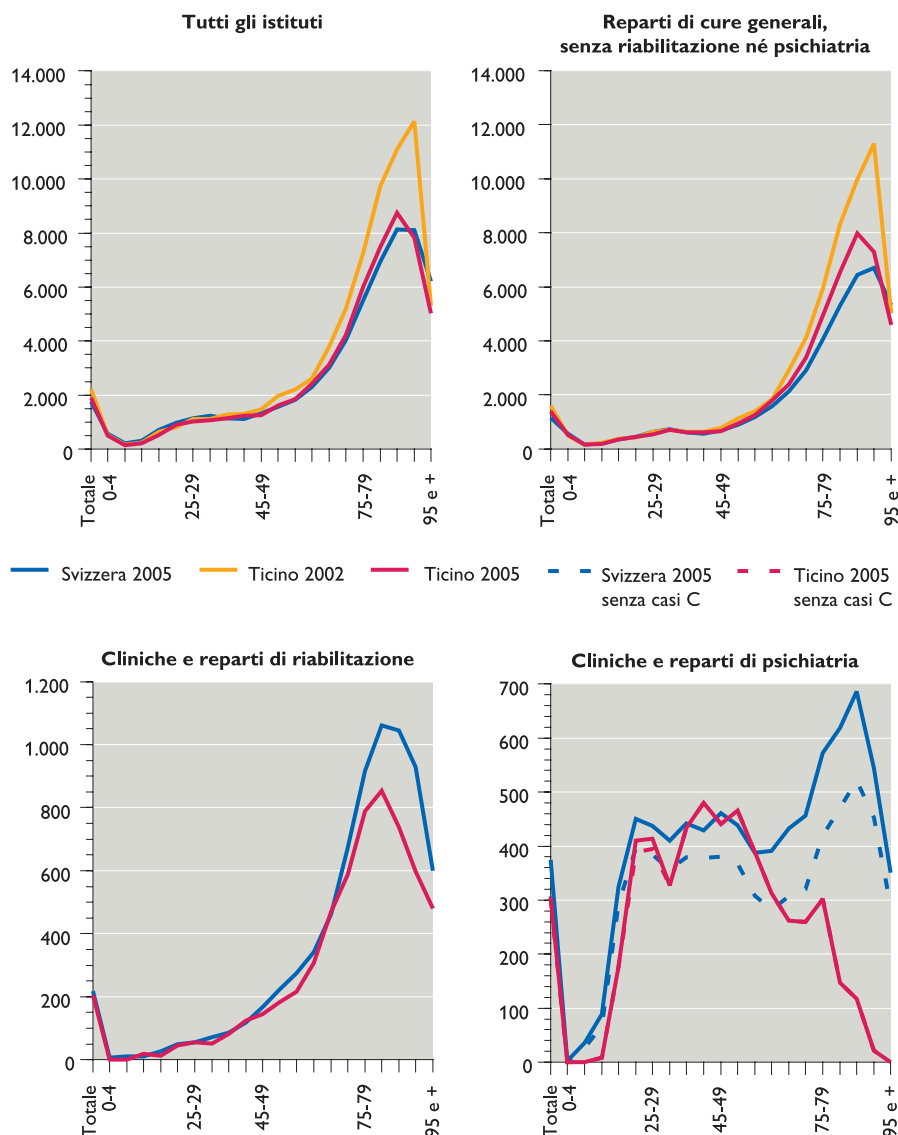 Tutti gli istituti
14.000
12.000
10.000
8.000
6.000
4.000
2.000
0
Totale
0-4
25-29
45-49
75-79
95 e +
Reparti di cure generali,
senza riabilitazione né psichiatria
14.000
12.000
10.000
8.000
6.000
4.000
2.000
0
Totale
0-4
25-29
45-49
75-79
95 e +
Svizzera 2005
Ticino 2002
Ticino 2005
Svizzera 2005
senza casi C
Ticino 2005
senza casi C
Cliniche e reparti di riabilitazione
1.200
1.000
800
600
400
200
0
Totale
0-4
25-29
45-49
75-79
95 e +
Cliniche e reparti di psichiatria
700
600
500
400
300
200
100
0
Totale
0-4
25-29
45-49
75-79
95 e +